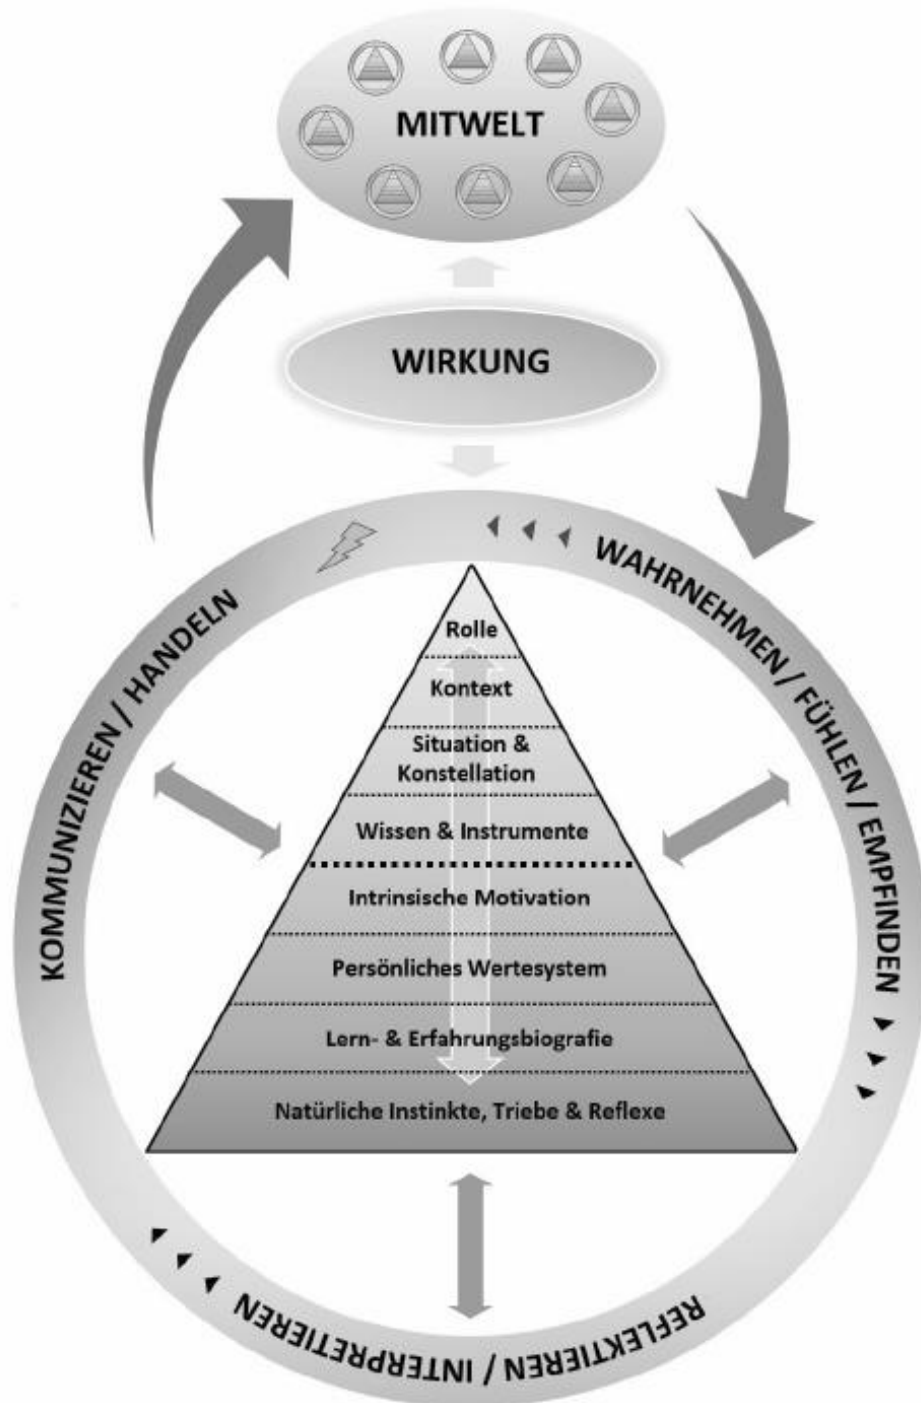 MITWELT
WIRKUNG
WAHRNEHMEN / FÜHLEN / EMPFINDEN
KOMMUNIZIEREN / HANDELN
Rolle
Kontext
Situation &
Konstellation
Wissen & Instrumente
Intrinsische Motivation
Persönliches Wertesystem
Lern- & Erfahrungsbiografie
Natürliche Instinkte, Triebe & Reflexe
REFLEKTIEREN / INTERPRETIEREN